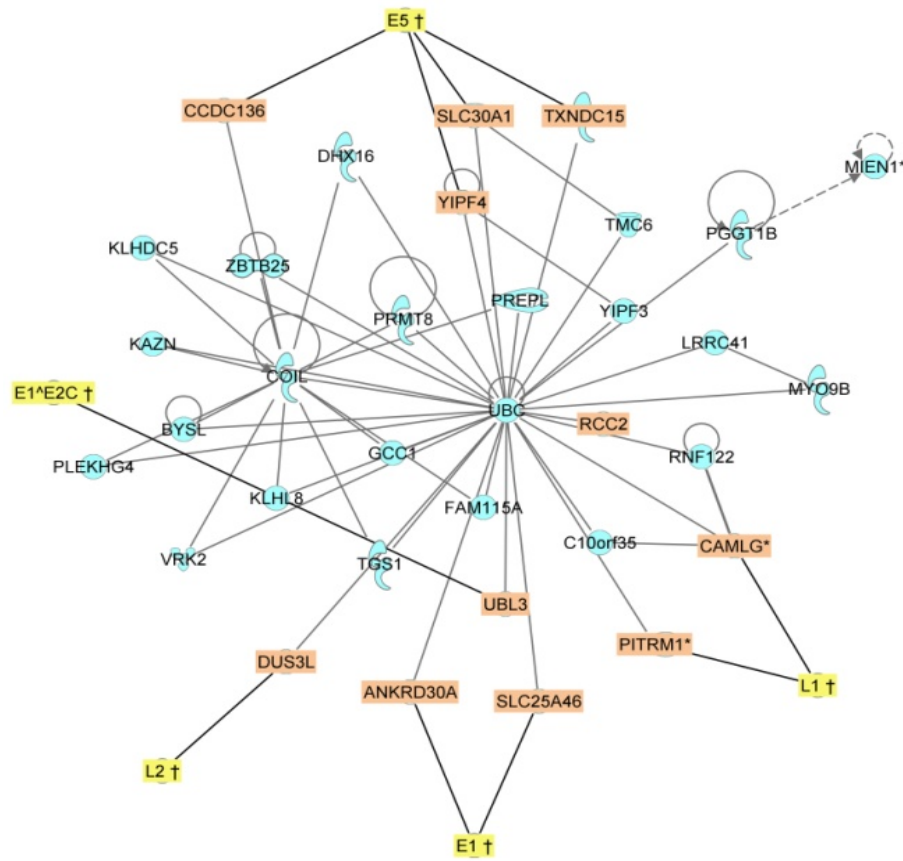 E5 †
CCDC136
SLC30A1
TXNDC15
DHX16
MIEN1*
YIPF4
TMC6
PGGT1B
KLHDC5
ZBTB25
PREPL
YIPF3
PRMT8
KAZN
LRRC41
COIL
MYO9B
E1^E2C †
UBC
RCC2
BYSL
GCC1
RNF122
PLEKHG4
KLHL8
FAM115A
C10orf35
CAMLG*
VRK2
TGS1
UBL3
PITRM1*
DUS3L
L1 †
ANKRD30A
SLC25A46
L2 †
E1 †